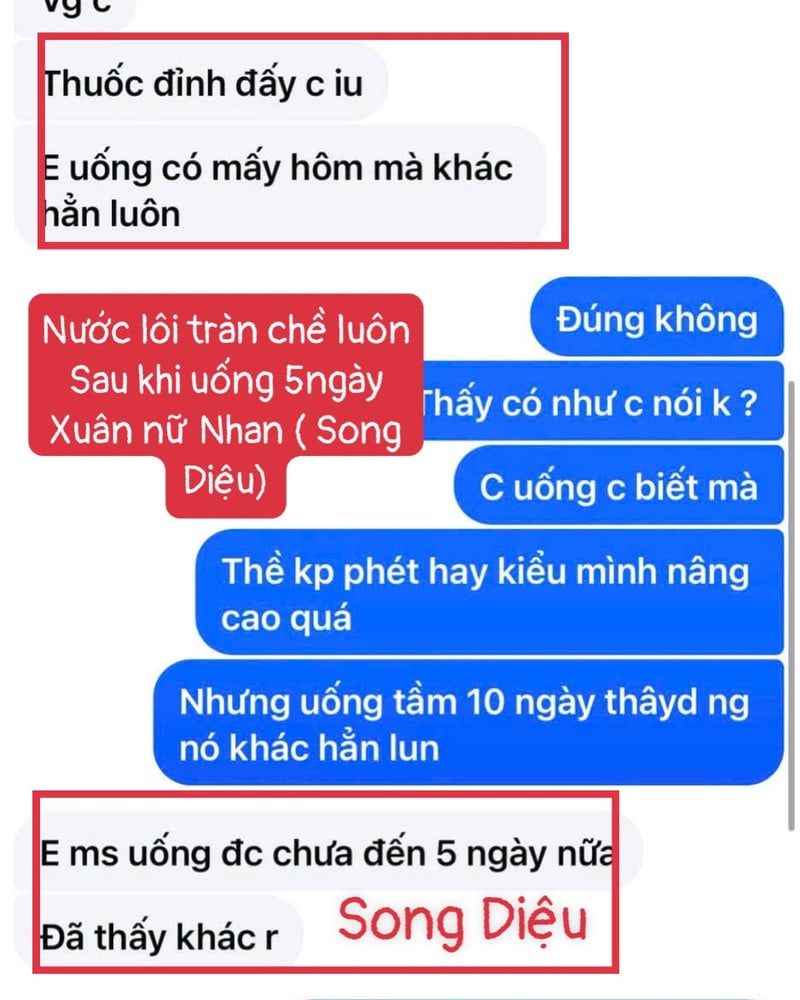 vg c
Thuốc đỉnh đấy c iu
E uống có mấy hôm mà khác
hẳn luôn
Đúng không
Nước lôi tràn chề luôn
Sau khi uống 5ngày
Xuân nữ Nhan ( Song
Diệu)
Thấy có như c nói k ?
C uống c biết mà
Thề kp phét hay kiểu mình nâng
cao quá
Nhưng uống tầm 10 ngày thâyd ng
nó khác hẳn lun
E ms uống đc chưa đến 5 ngày nữa
Đã thấy khác r
Song Diệu